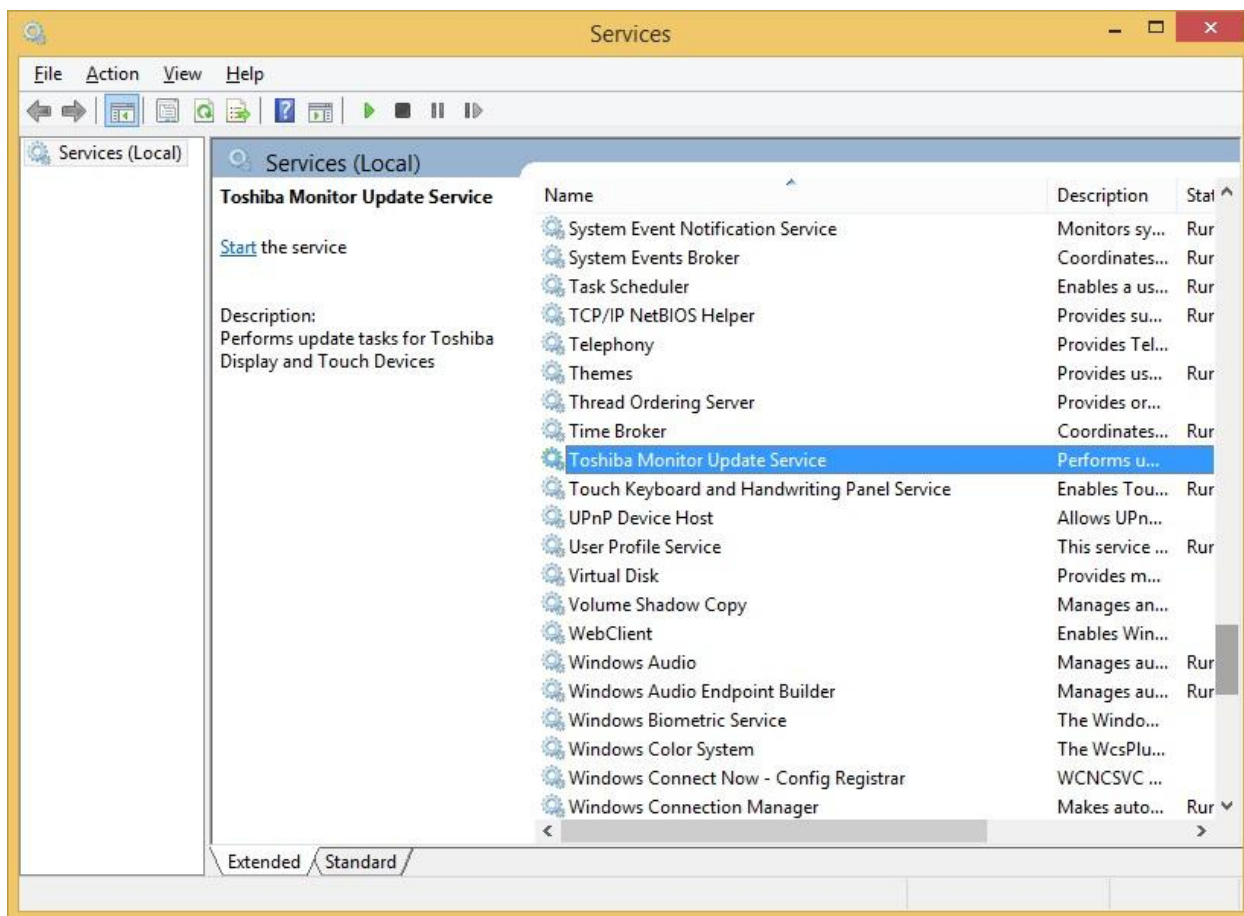 Services
File Action View Help
Services (Local)
Services (Local)
Toshiba Monitor Update Service
Start the service
Description:
Performs update tasks for Toshiba
Display and Touch Devices
Name Description Stat
System Event Notification Service Monitors sy... Rur
System Events Broker Coordinates... Rur
Task Scheduler Enables a us... Rur
TCP/IP NetBIOS Helper Provides su... Rur
Telephony Provides Tel...
Themes Provides us... Rur
Thread Ordering Server Provides or...
Time Broker Coordinates... Rur
Toshiba Monitor Update Service Performs u...
Touch Keyboard and Handwriting Panel Service Enables Tou... Rur
UPnP Device Host Allows UPn...
User Profile Service This service ... Rur
Virtual Disk Provides m...
Volume Shadow Copy Manages an...
WebClient Enables Win...
Windows Audio Manages au... Rur
Windows Audio Endpoint Builder Manages au... Rur
Windows Biometric Service The Windo...
Windows Color System The WcsPlu...
Windows Connect Now - Config Registrar WCNCSVC ...
Windows Connection Manager Makes auto... Rur
Extended Standard